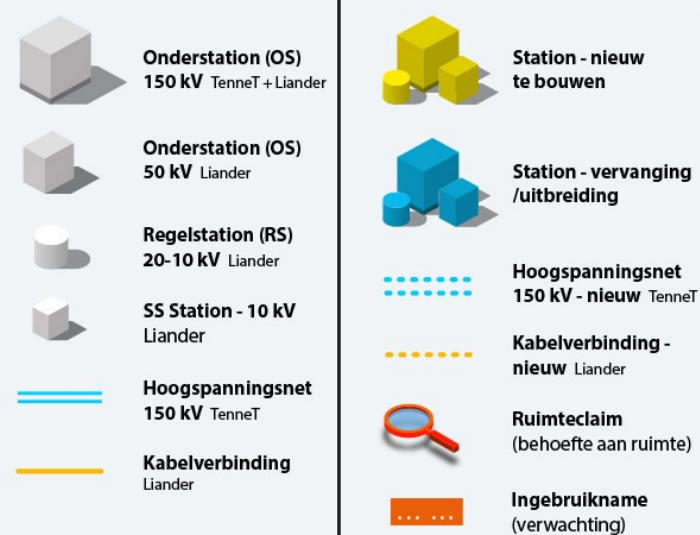 Onderstation (OS)
150 kV TenneT + Liander
Onderstation (OS)
50 kV Liander
Regelstation (RS)
20-10 kV Liander
SS Station - 10 kV
Liander
Hoogspanningsnet
150 kV TenneT
Kabelverbinding
Liander
Station - nieuw
te bouwen
Station - vervanging
/uitbreiding
Hoogspanningsnet
150 kV - nieuw TenneT
Kabelverbinding -
nieuw Liander
Ruimteclaim
(behoefte aan ruimte)
... ...
Ingebruikname
(verwachting)